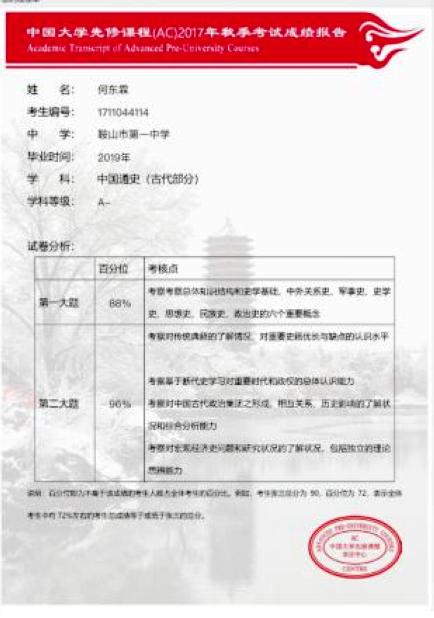 中国大学先修课程(AC)2017年秋季考试成绩报告
Academic Transcript of Advanced Pre-University Courses
姓 名： 何东霖
考生编号： 1711044114
中 学： 鞍山市第一中学
毕业时间： 2019年
学 科： 中国通史（古代部分）
学科等级： A-
试卷分析：
百分位 考核点
第一大题 88% 考察考察总体知识结构和史学基础、中外关系史、军事史、史学
史、思想史、民族史、政治史的六个重要概念
考察对传统典籍的了解情况，对重要史籍优长与缺点的认识水平
考察基于断代史学习对重要时代和政权的总体认识能力
第二大题 96% 考察对中国古代政治集团之形成、相互关系、历史影响的了解状
况和综合分析能力
考察对宏观经济史问题和研究状况的了解状况，包括独立的理论
思辨能力
说明：百分位即为不高于该成绩的考生人数占全体考生的百分比。例如，考生张三总分为 90，百分位为 72，表示全体
考生中有72%左右的考生总成绩等于或低于张三的总分。
ADVANCED PRE-UNIVERSITY COURSES
AC
中国大学先修课程
考试中心
CENTRE